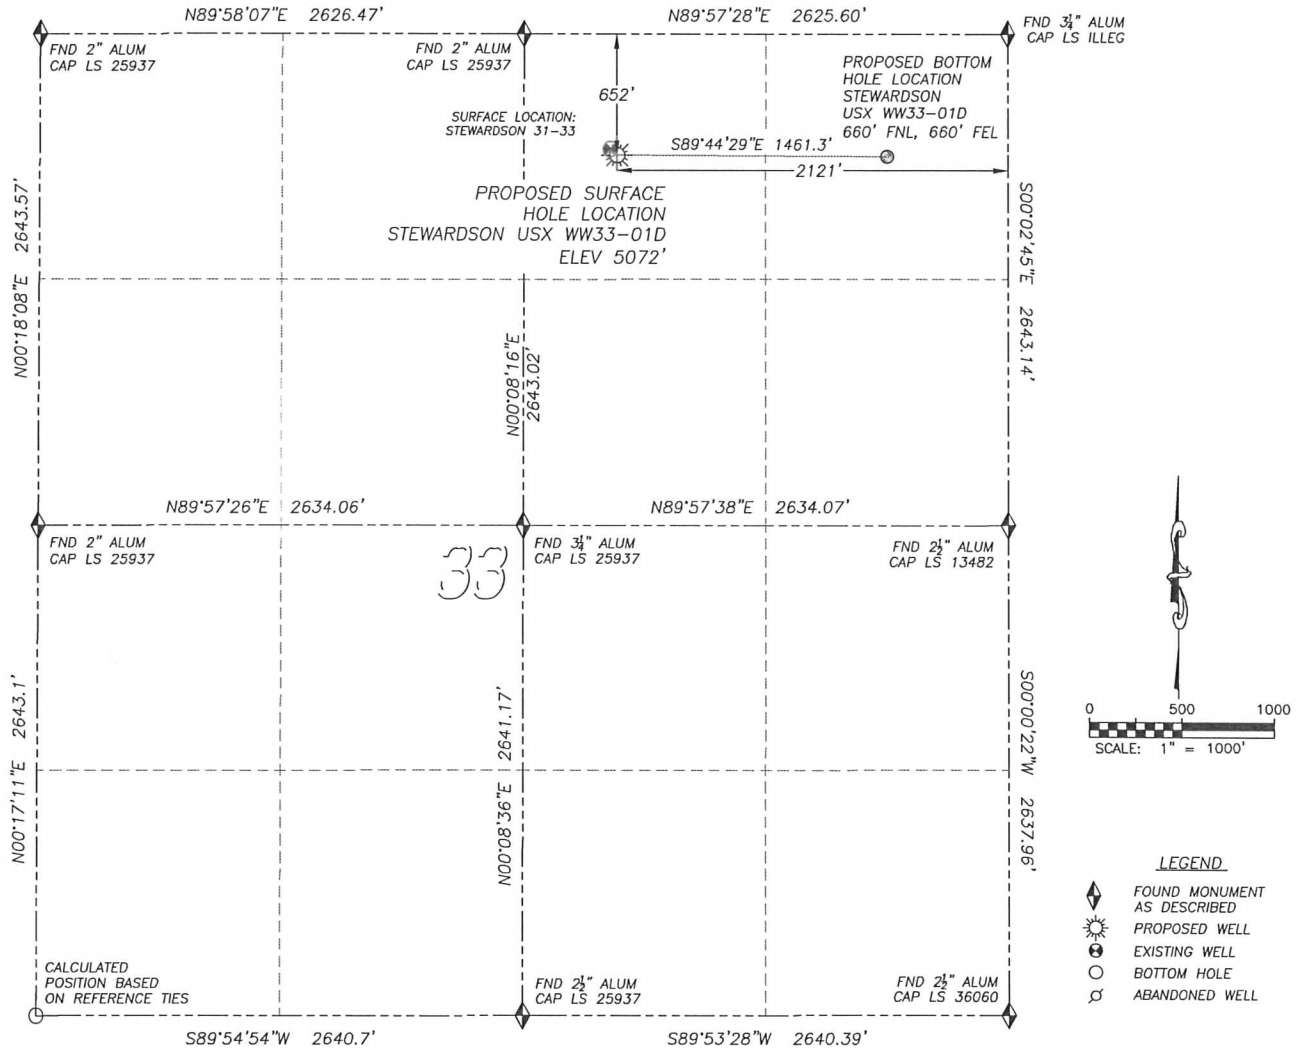 N89°58'07"E 2626.47'
N89°57'28"E 2625.60'
FND 3¼" ALUM
CAP LS ILLEG
FND 2" ALUM
CAP LS 25937
FND 2" ALUM
CAP LS 25937
PROPOSED BOTTOM
HOLE LOCATION
STEWARDSON
USX WW33-01D
660' FNL, 660' FEL
652'
SURFACE LOCATION:
STEWARDSON 31-33
S89°44'29"E 1461.3'
2121'
PROPOSED SURFACE
HOLE LOCATION
STEWARDSON USX WW33-01D
ELEV 5072'
N00°18'08"E 2643.57'
S00°02'45"E 2643.14'
N00°08'16"E
2643.02'
N89°57'26"E 2634.06'
N89°57'38"E 2634.07'
FND 2" ALUM
CAP LS 25937
FND 3¼" ALUM
CAP LS 25937
FND 2½" ALUM
CAP LS 13482
33
N00°17'11"E 2643.1'
N00°08'36"E 2641.17'
S00°00'22"W 2637.96'
0 500 1000
SCALE: 1" = 1000'
LEGEND
FOUND MONUMENT
AS DESCRIBED
PROPOSED WELL
EXISTING WELL
BOTTOM HOLE
ABANDONED WELL
CALCULATED
POSITION BASED
ON REFERENCE TIES
FND 2½" ALUM
CAP LS 25937
FND 2½" ALUM
CAP LS 36060
S89°54'54"W 2640.7'
S89°53'28"W 2640.39'